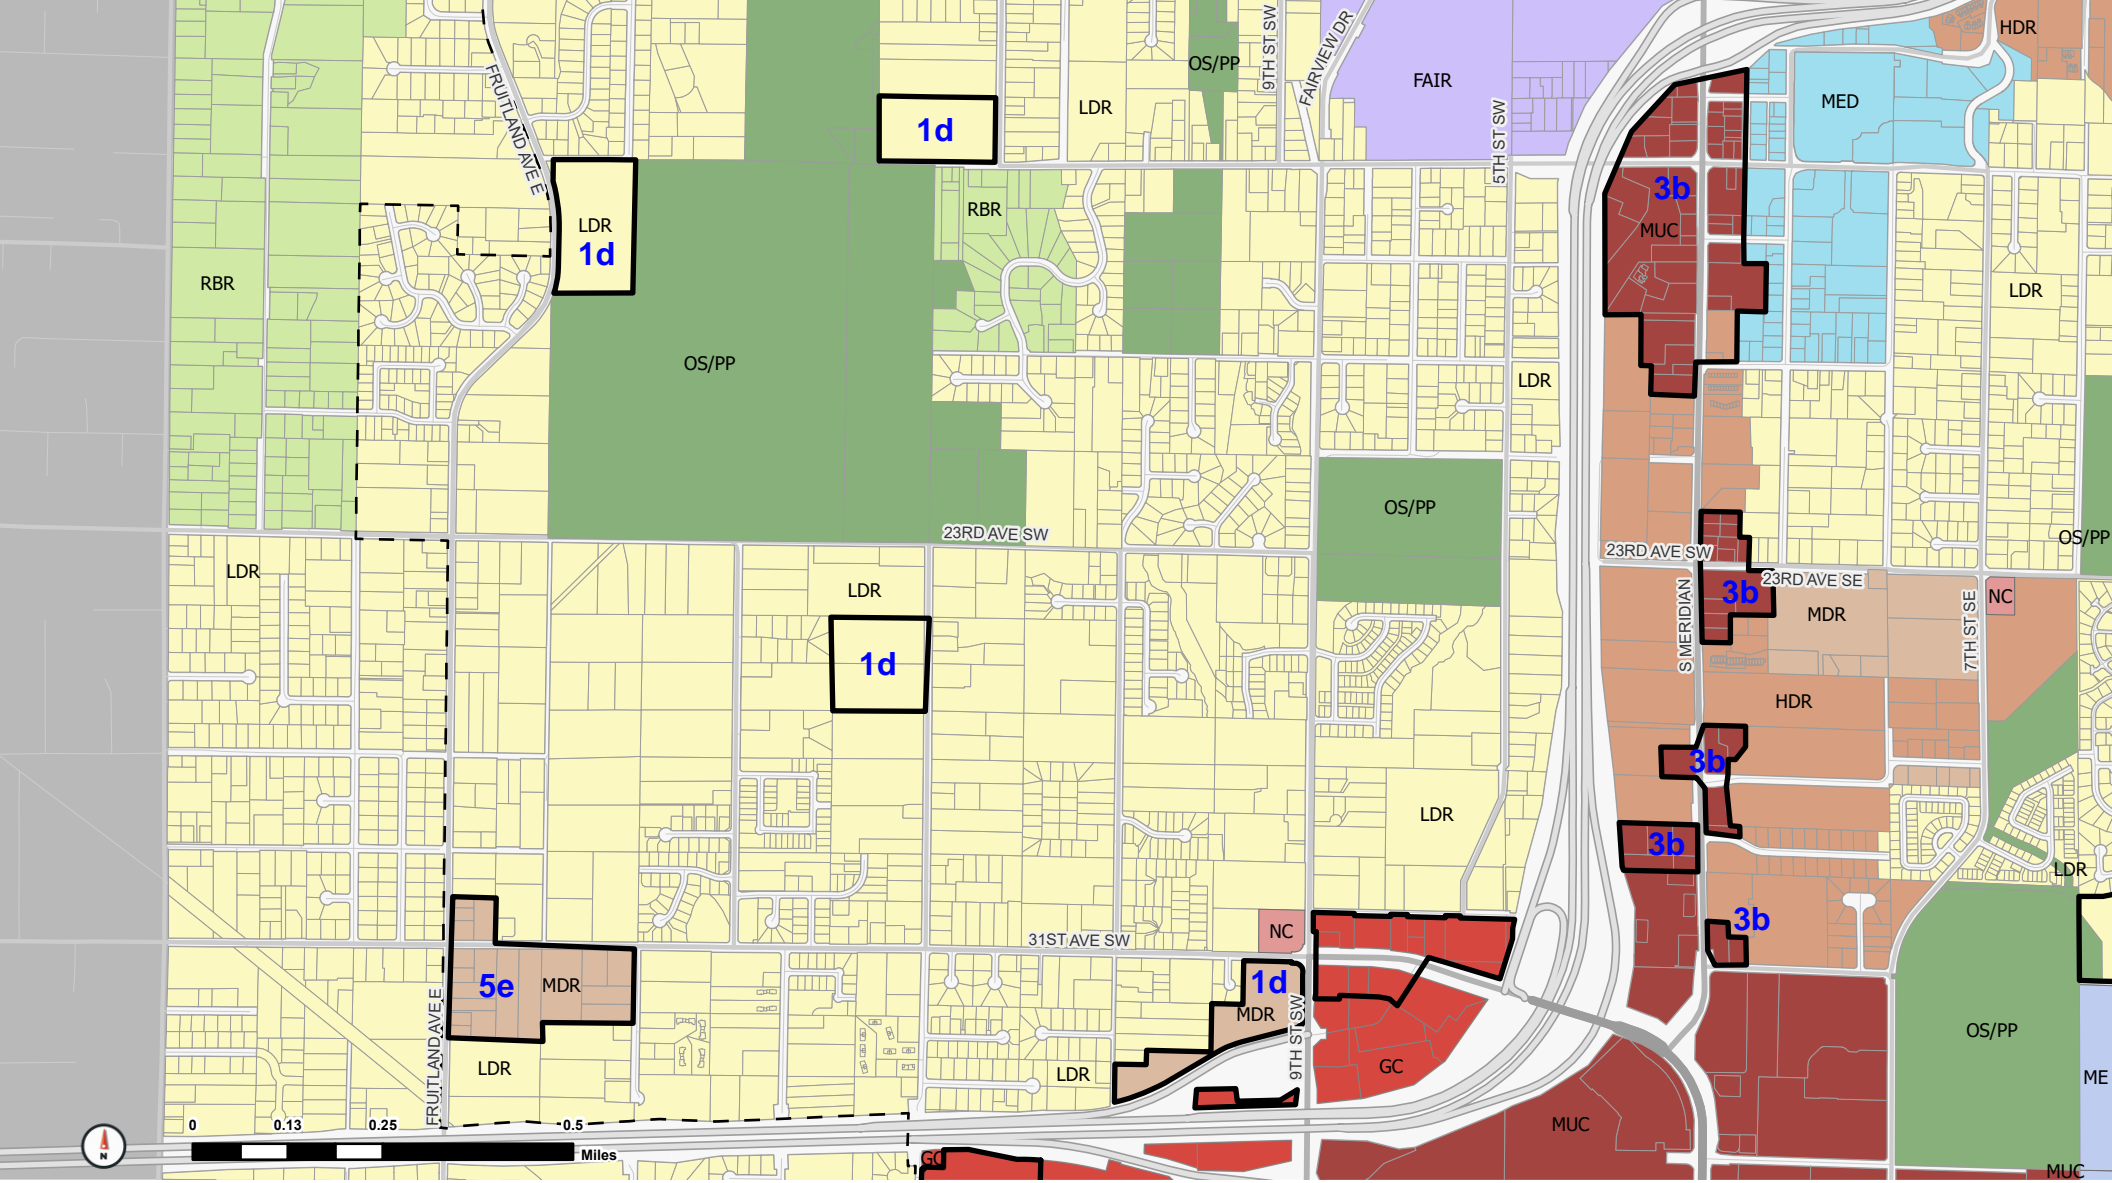 HDR
9TH ST SW
FAIRVIEW DR
OS/PP
FAIR
FRUITLAND AVE E
MED
LDR
1d
5TH ST SW
3b
RBR
LDR
1d
MUC
RBR
LDR
OS/PP
LDR
OS/PP
23RD AVE SW
OS/PP
23RD AVE SW
LDR
23RD AVE SE
LDR
3b
NC
MDR
S MERIDIAN
7TH ST SE
1d
HDR
3b
LDR
3b
LDR
3b
NC
31ST AVE SW
5e
MDR
1d
MDR
9TH ST SW
OS/PP
FRUITLAND AVE E
LDR
LDR
GC
ME
MUC
0
0.13
0.25
0.5
Miles
N
GC
MUC